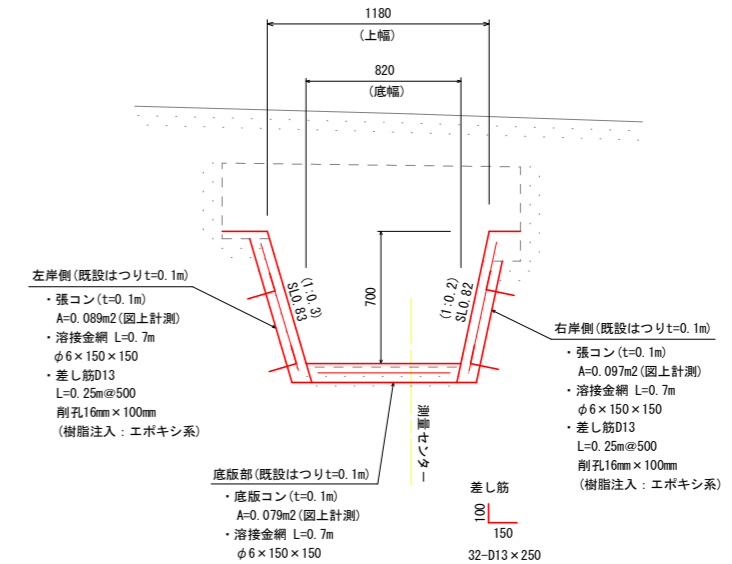 1180
(上幅)
820
(底幅)
700
(1:0.3)
SL0.83
(1:0.2)
SL0.82
左岸側(既設はつりt=0.1m)
・張コン(t=0.1m)
A=0.089m2(図上計測)
・溶接金網 L=0.7m
φ6×150×150
・差し筋D13
L=0.25m@500
削孔16mm×100mm
(樹脂注入：エポキシ系)
右岸側(既設はつりt=0.1m)
・張コン(t=0.1m)
A=0.097m2(図上計測)
・溶接金網 L=0.7m
φ6×150×150
・差し筋D13
L=0.25m@500
削孔16mm×100mm
(樹脂注入：エポキシ系)
測量センター
底版部(既設はつりt=0.1m)
・底版コン(t=0.1m)
A=0.079m2(図上計測)
・溶接金網 L=0.7m
φ6×150×150
差し筋
100
150
32-D13×250